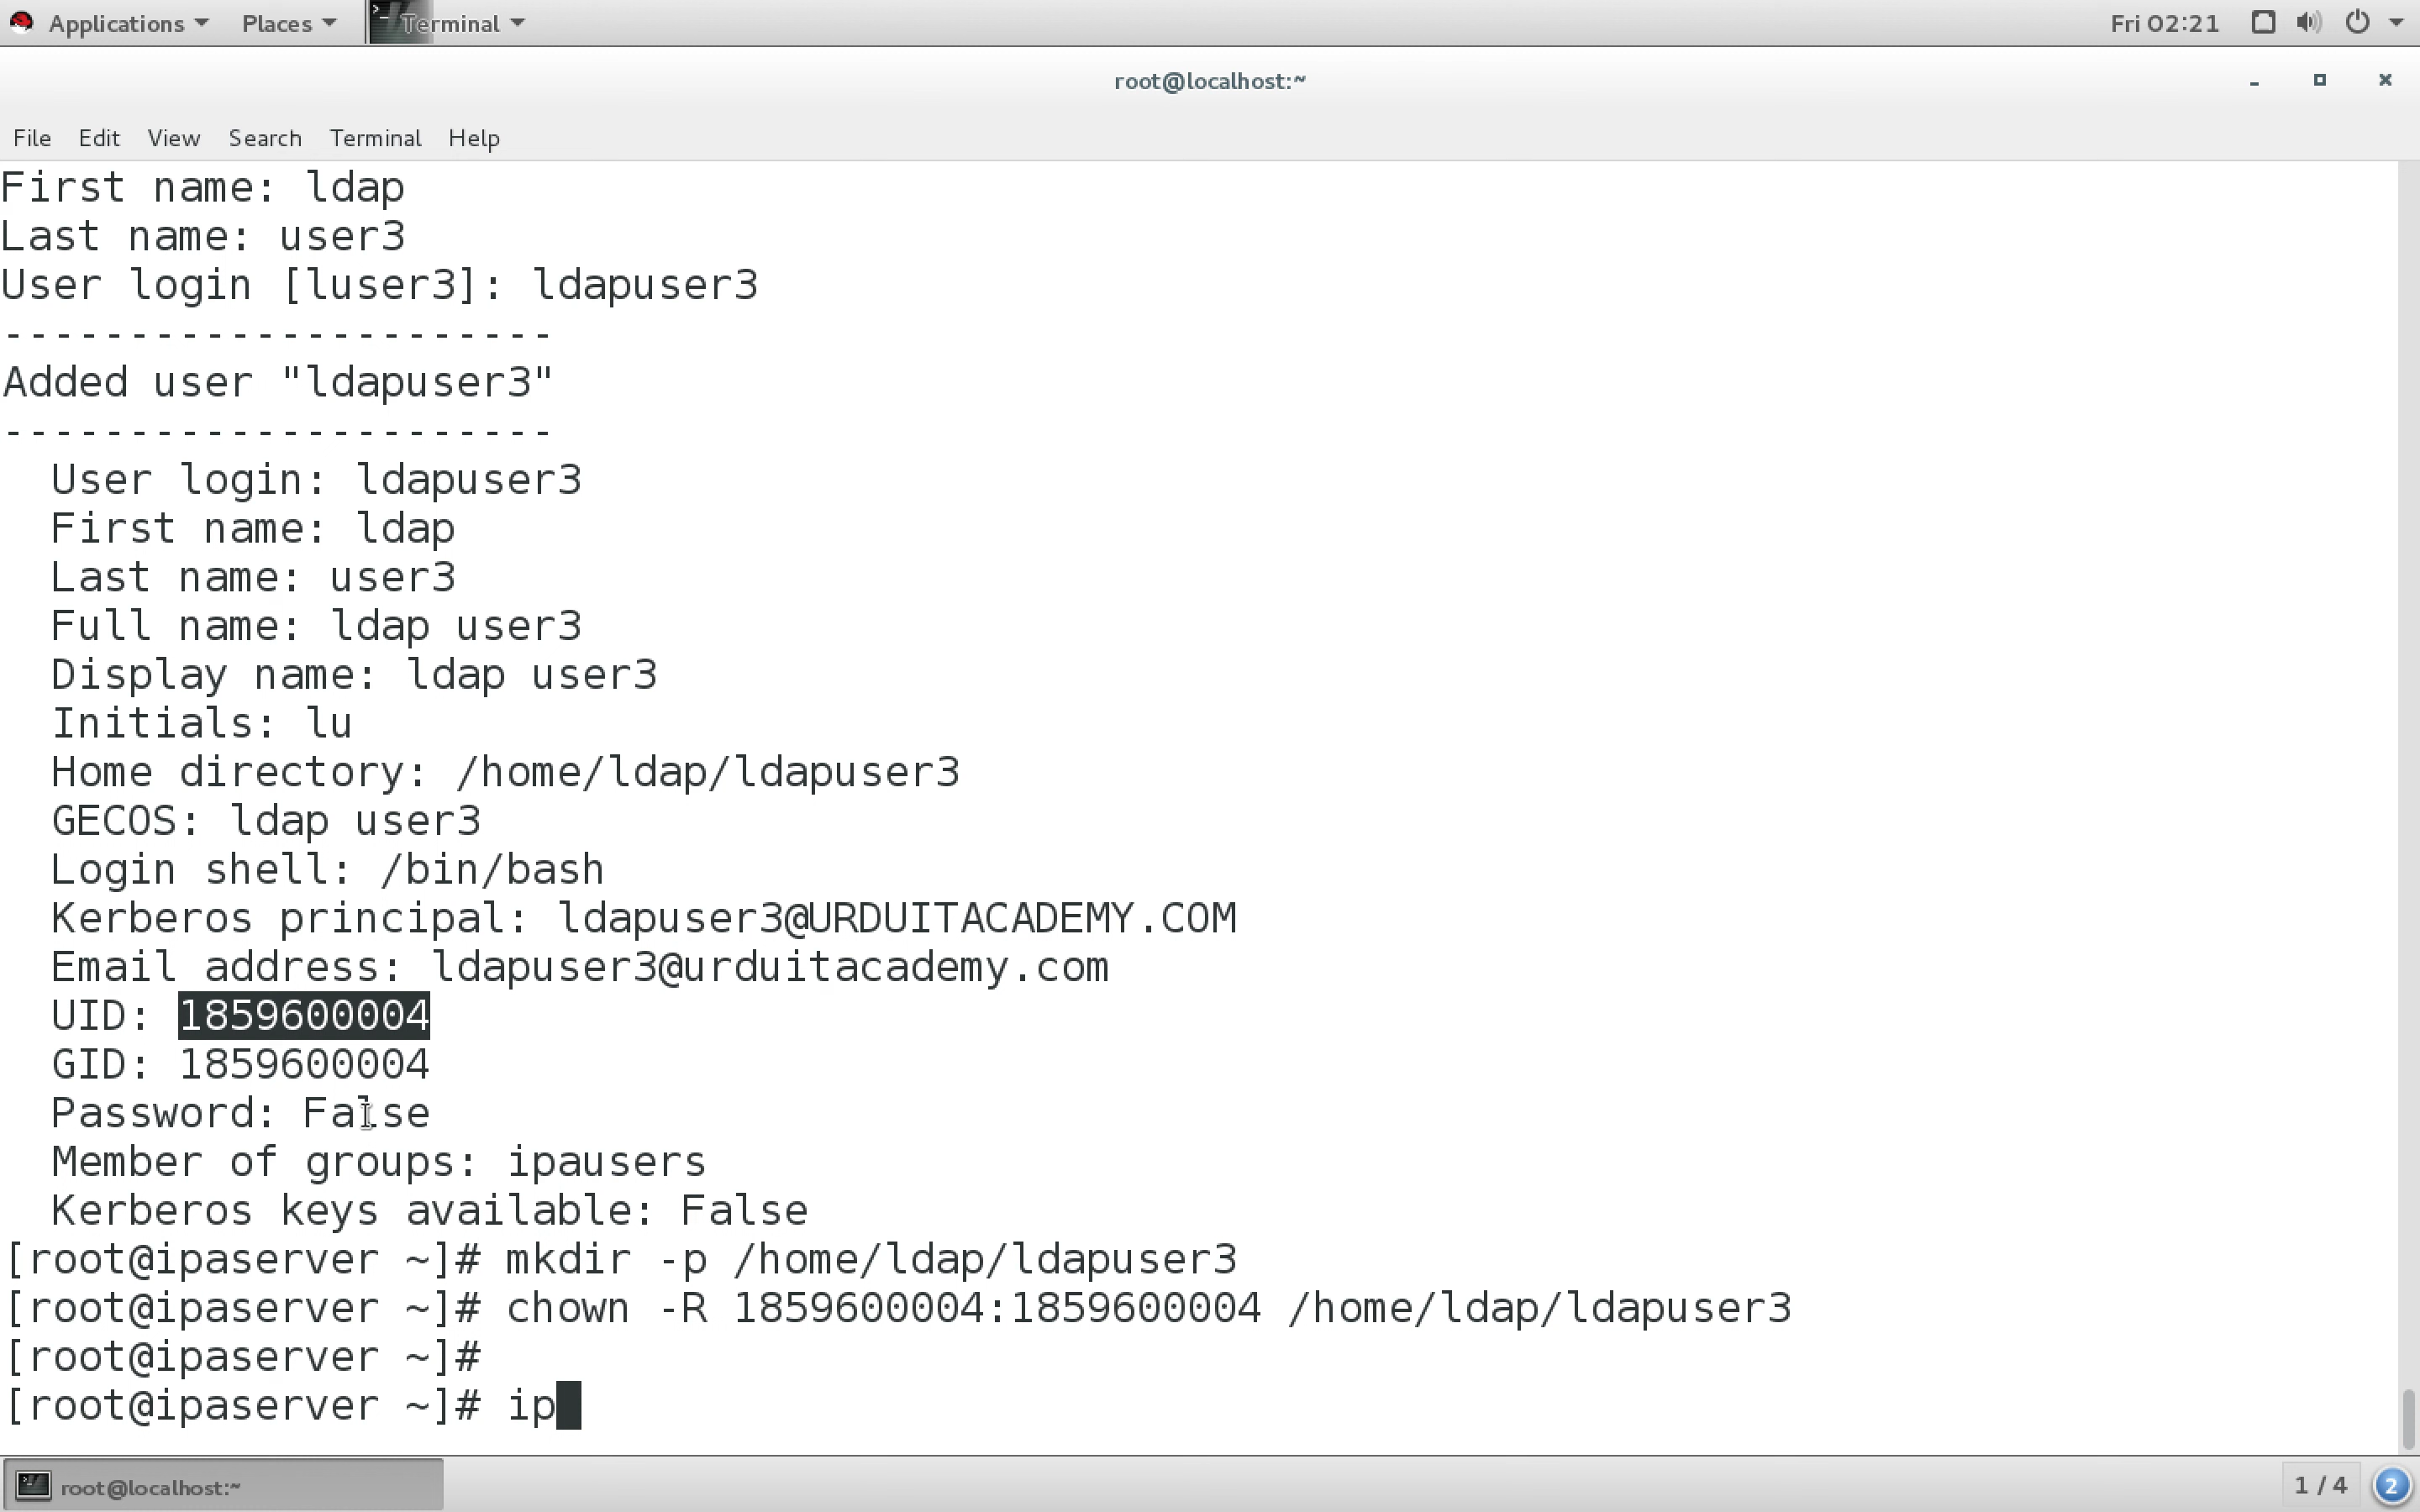 Applications Places Terminal Fri 02:21
root@localhost:~
File Edit View Search Terminal Help
First name: ldap
Last name: user3
User login [luser3]: ldapuser3
----------------------
Added user "ldapuser3"
----------------------
User login: ldapuser3
First name: ldap
Last name: user3
Full name: ldap user3
Display name: ldap user3
Initials: lu
Home directory: /home/ldap/ldapuser3
GECOS: ldap user3
Login shell: /bin/bash
Kerberos principal: ldapuser3@URDUITACADEMY.COM
Email address: ldapuser3@urduitacademy.com
UID: 1859600004
GID: 1859600004
Password: False
Member of groups: ipausers
Kerberos keys available: False
[root@ipaserver ~]# mkdir -p /home/ldap/ldapuser3
[root@ipaserver ~]# chown -R 1859600004:1859600004 /home/ldap/ldapuser3
[root@ipaserver ~]#
[root@ipaserver ~]# ip
root@localhost:~ 1 / 4 2